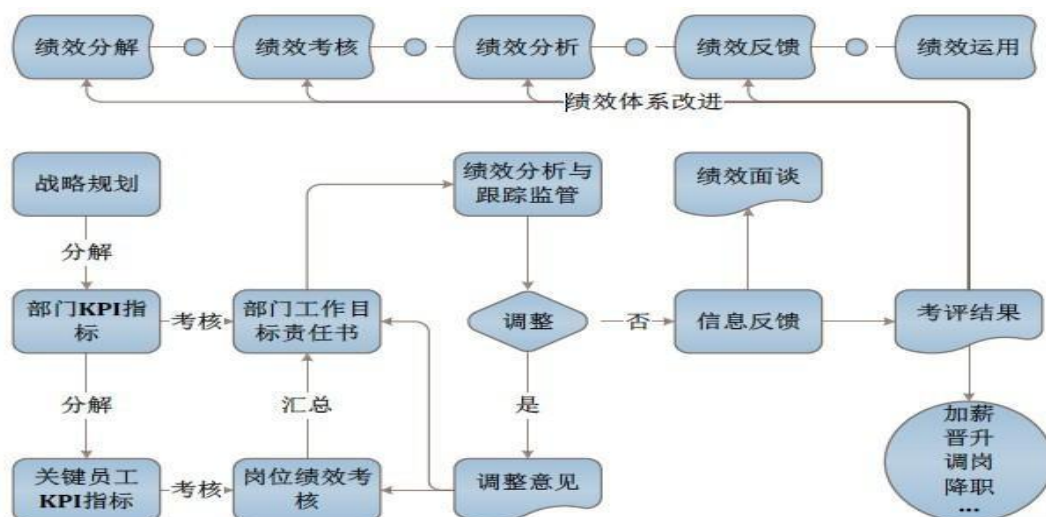 绩效分解
绩效考核
绩效分析
绩效反馈
绩效运用
绩效体系改进
战略规划
绩效分析与
跟踪监管
绩效面谈
分解
部门KPI指
标
考核
部门工作目
标责任书
调整
否
信息反馈
考评结果
分解
汇总
是
关键员工
KPI指标
考核
岗位绩效考
核
调整意见
加薪
晋升
调岗
降职
...